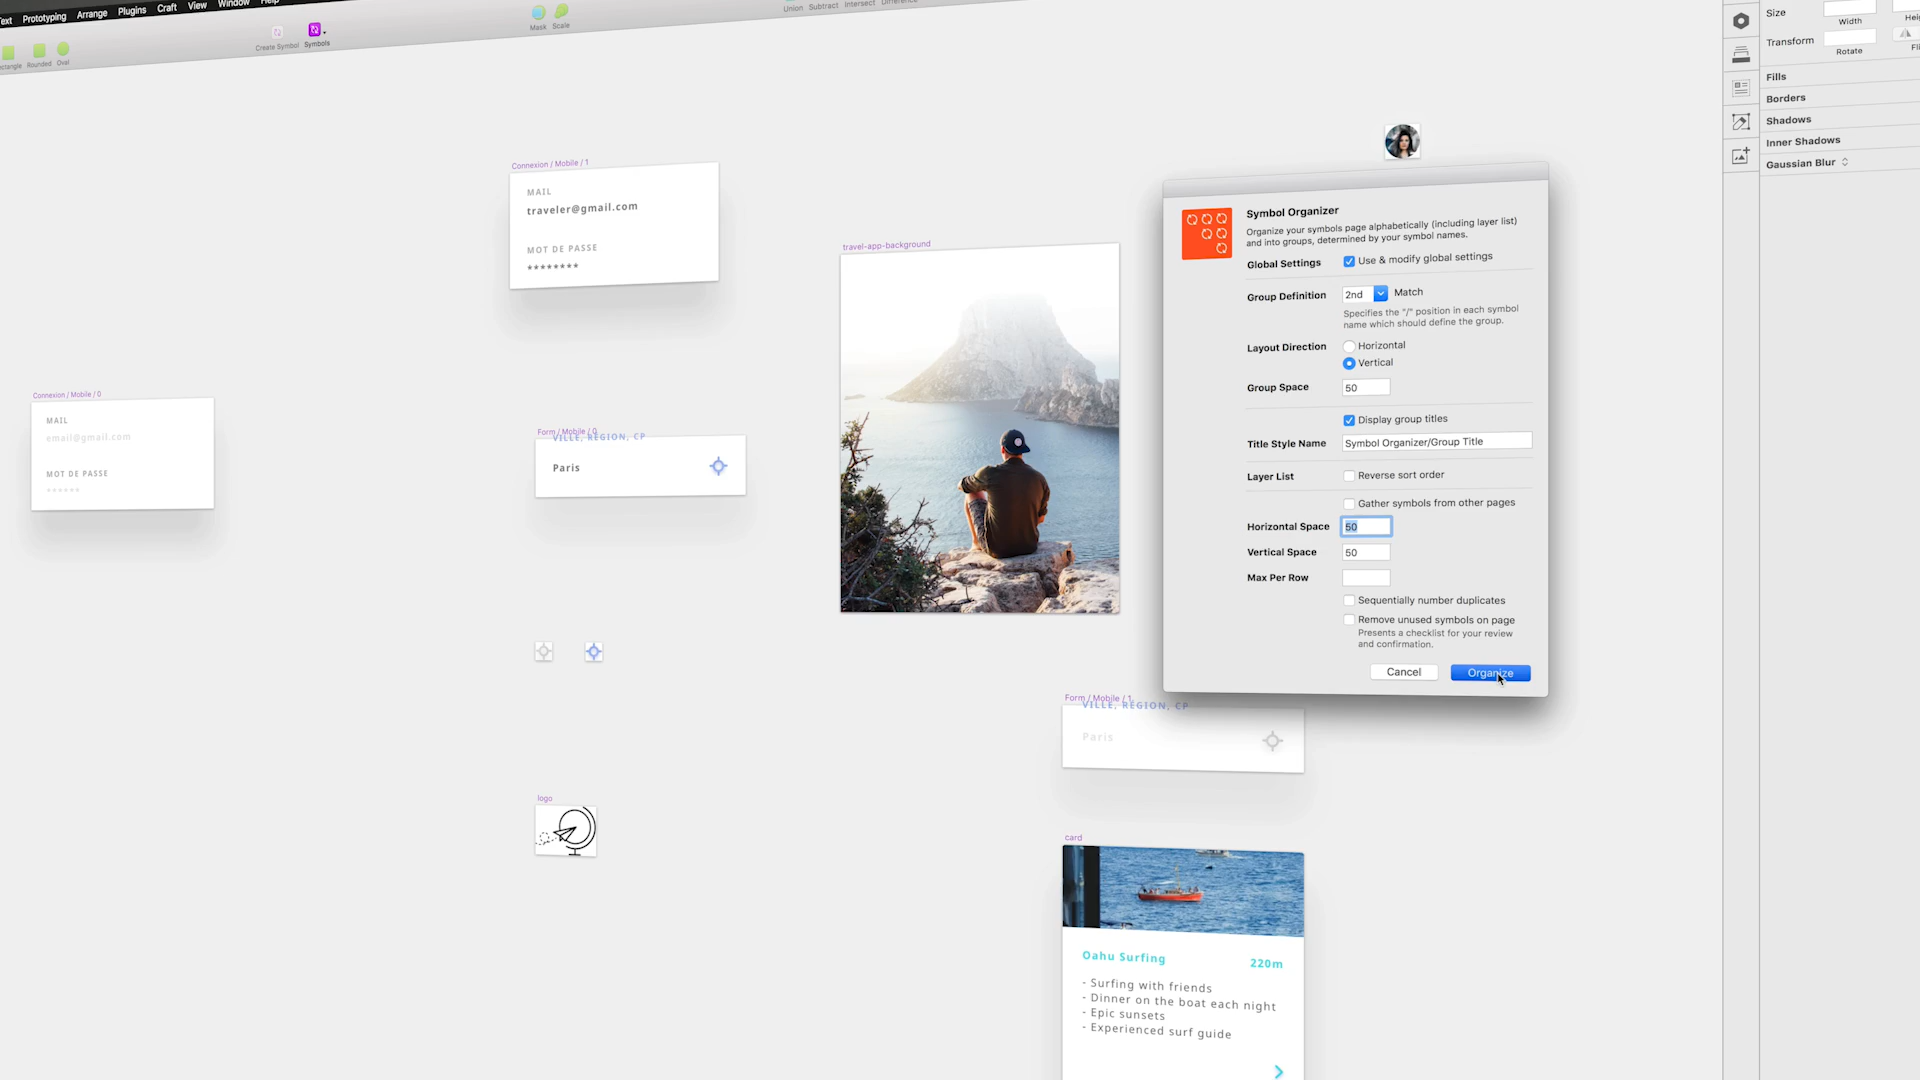 Prototyping
Arrange
Plugins
Craft
View
Window
Rounded
Oval
Create Symbol
Symbols
Mask
Scale
Union
Subtract
Intersect
Difference
Size
Width
Transform
Rotate
Fills
Borders
Shadows
Inner Shadows
Gaussian Blur
Connexion / Mobile / 1
MAIL
traveler@gmail.com
MOT DE PASSE
********
travel-app-background
Connexion / Mobile / 0
MAIL
email@gmail.com
MOT DE PASSE
******
Form / Mobile / 0
VILLE, RÉGION, CP
Paris
logo
Symbol Organizer
Organize your symbols page alphabetically (including layer list)
and into groups, determined by your symbol names.
Global Settings
Use & modify global settings
Group Definition
2nd
Match
Specifies the "/" position in each symbol
name which should define the group.
Layout Direction
Horizontal
Vertical
Group Space
50
Display group titles
Title Style Name
Symbol Organizer/Group Title
Layer List
Reverse sort order
Gather symbols from other pages
Horizontal Space
50
Vertical Space
50
Max Per Row
Sequentially number duplicates
Remove unused symbols on page
Presents a checklist for your review
and confirmation.
Cancel
Organize
Form / Mobile / 1
VILLE, RÉGION, CP
Paris
card
Oahu Surfing
220m
- Surfing with friends
- Dinner on the boat each night
- Epic sunsets
- Experienced surf guide